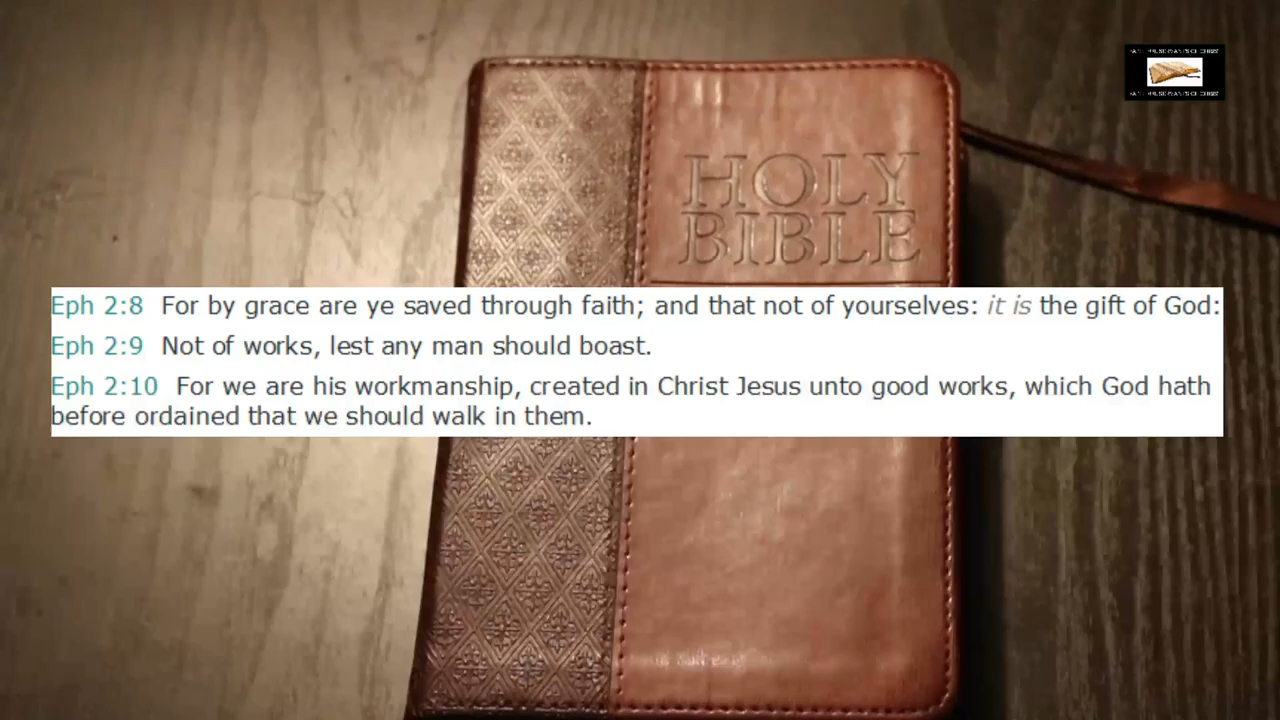 HOLY
BIBLE
Eph 2:8 For by grace are ye saved through faith; and that not of yourselves: it is the gift of God:
Eph 2:9 Not of works, lest any man should boast.
Eph 2:10 For we are his workmanship, created in Christ Jesus unto good works, which God hath
before ordained that we should walk in them.